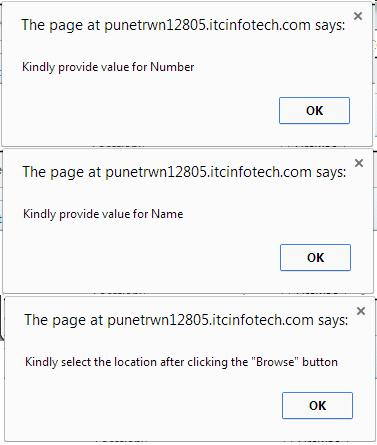 The page at punetrwn12805.itcinfotech.com says:
Kindly provide value for Number
OK
The page at punetrwn12805.itcinfotech.com says:
Kindly provide value for Name
OK
The page at punetrwn12805.itcinfotech.com says:
Kindly select the location after clicking the "Browse" button
OK